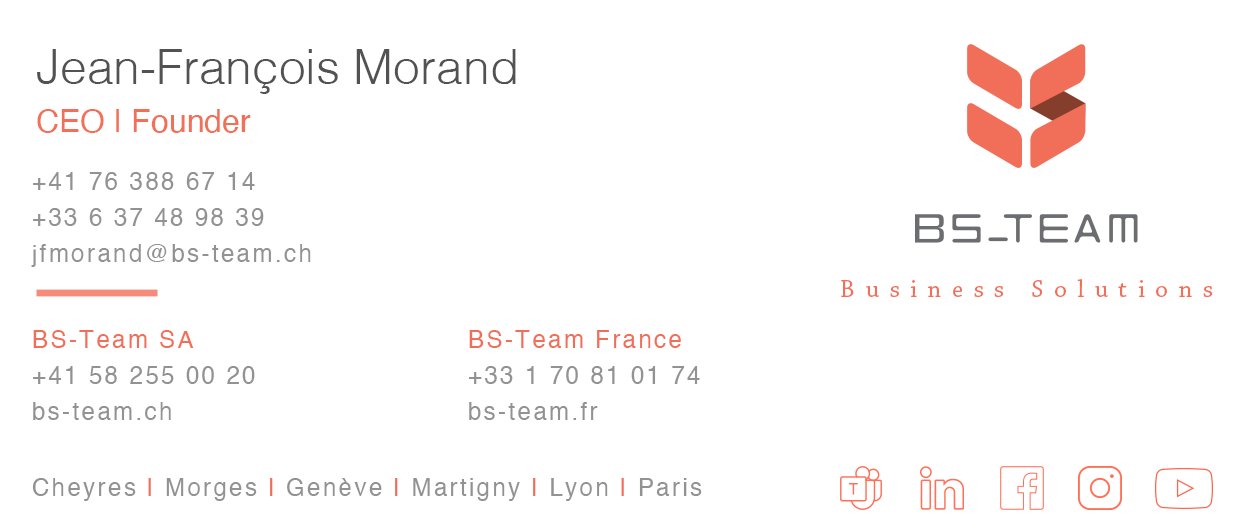 Jean-François Morand
CEO | Founder
+41 76 388 67 14
+33 6 37 48 98 39
jfmorand@bs-team.ch
BS-Team SA
+41 58 255 00 20
bs-team.ch
BS-Team France
+33 1 70 81 01 74
bs-team.fr
Cheyres | Morges | Genève | Martigny | Lyon | Paris
BS_TEAM
Business Solutions
T in f